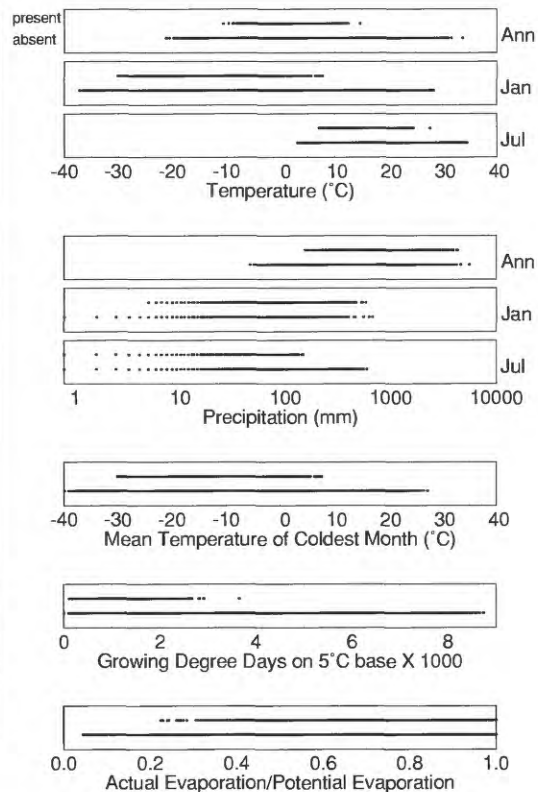 present
absent
Ann
Jan
Jul
-40 -30 -20 -10 0 10 20 30 40
Temperature (˚C)
Ann
Jan
Jul
1 10 100 1000 10000
Precipitation (mm)
-40 -30 -20 -10 0 10 20 30 40
Mean Temperature of Coldest Month (˚C)
0 2 4 6 8
Growing Degree Days on 5˚C base X 1000
0.0 0.2 0.4 0.6 0.8 1.0
Actual Evaporation/Potential Evaporation